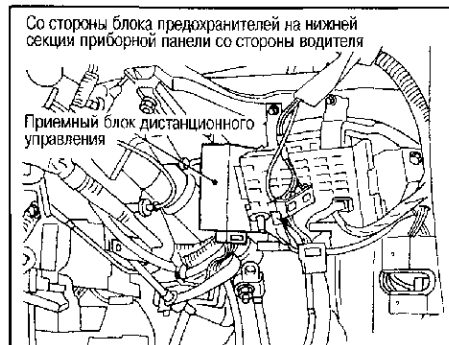 Со стороны блока предохранителей на нижней
секции приборной панели со стороны водителя
Приемный блок дистанционного
управления